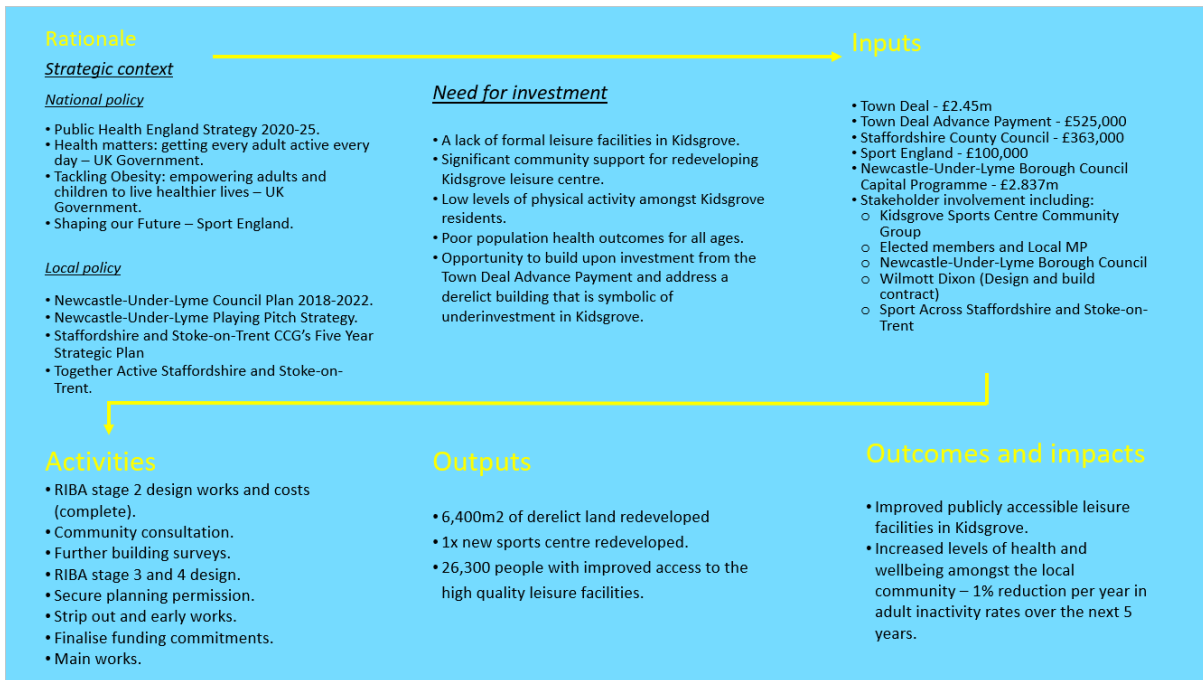 Rationale
Strategic context
National policy
• Public Health England Strategy 2020-25.
• Health matters: getting every adult active every
day – UK Government.
• Tackling Obesity: empowering adults and
children to live healthier lives – UK
Government.
• Shaping our Future – Sport England.
Local policy
• Newcastle-Under-Lyme Council Plan 2018-2022.
• Newcastle-Under-Lyme Playing Pitch Strategy.
• Staffordshire and Stoke-on-Trent CCG's Five Year
Strategic Plan
• Together Active Staffordshire and Stoke-on-
Trent.
Need for investment
• A lack of formal leisure facilities in Kidsgrove.
• Significant community support for redeveloping
Kidsgrove leisure centre.
• Low levels of physical activity amongst Kidsgrove
residents.
• Poor population health outcomes for all ages.
• Opportunity to build upon investment from the
Town Deal Advance Payment and address a
derelict building that is symbolic of
underinvestment in Kidsgrove.
Inputs
• Town Deal - £2.45m
• Town Deal Advance Payment - £525,000
• Staffordshire County Council - £363,000
• Sport England - £100,000
• Newcastle-Under-Lyme Borough Council
Capital Programme - £2.837m
• Stakeholder involvement including:
o Kidsgrove Sports Centre Community
Group
o Elected members and Local MP
o Newcastle-Under-Lyme Borough Council
o Wilmott Dixon (Design and build
contract)
o Sport Across Staffordshire and Stoke-on-
Trent
Activities
• RIBA stage 2 design works and costs
(complete).
• Community consultation.
• Further building surveys.
• RIBA stage 3 and 4 design.
• Secure planning permission.
• Strip out and early works.
• Finalise funding commitments.
• Main works.
Outputs
• 6,400m2 of derelict land redeveloped
• 1x new sports centre redeveloped.
• 26,300 people with improved access to the
high quality leisure facilities.
Outcomes and impacts
• Improved publicly accessible leisure
facilities in Kidsgrove.
• Increased levels of health and
wellbeing amongst the local
community – 1% reduction per year in
adult inactivity rates over the next 5
years.